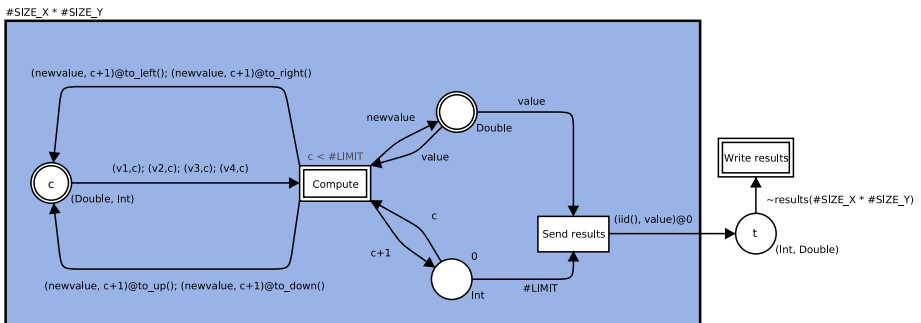 #SIZE_X * #SIZE_Y
(newvalue, c+1)@to_left(); (newvalue, c+1)@to_right()
newvalue
value
Double
value
c < #LIMIT
Compute
(v1,c); (v2,c); (v3,c); (v4,c)
c
(Double, Int)
Write results
~results(#SIZE_X * #SIZE_Y)
c
c+1
0
Int
#LIMIT
Send results
(iid(), value)@0
t
(Int, Double)
(newvalue, c+1)@to_up(); (newvalue, c+1)@to_down()